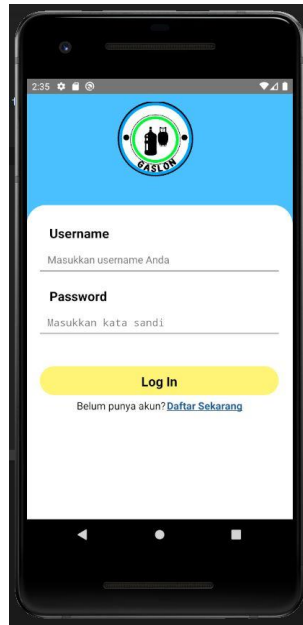 2:35
GASLON
Username
Masukkan username Anda
Password
Masukkan kata sandi
Log In
Belum punya akun? Daftar Sekarang